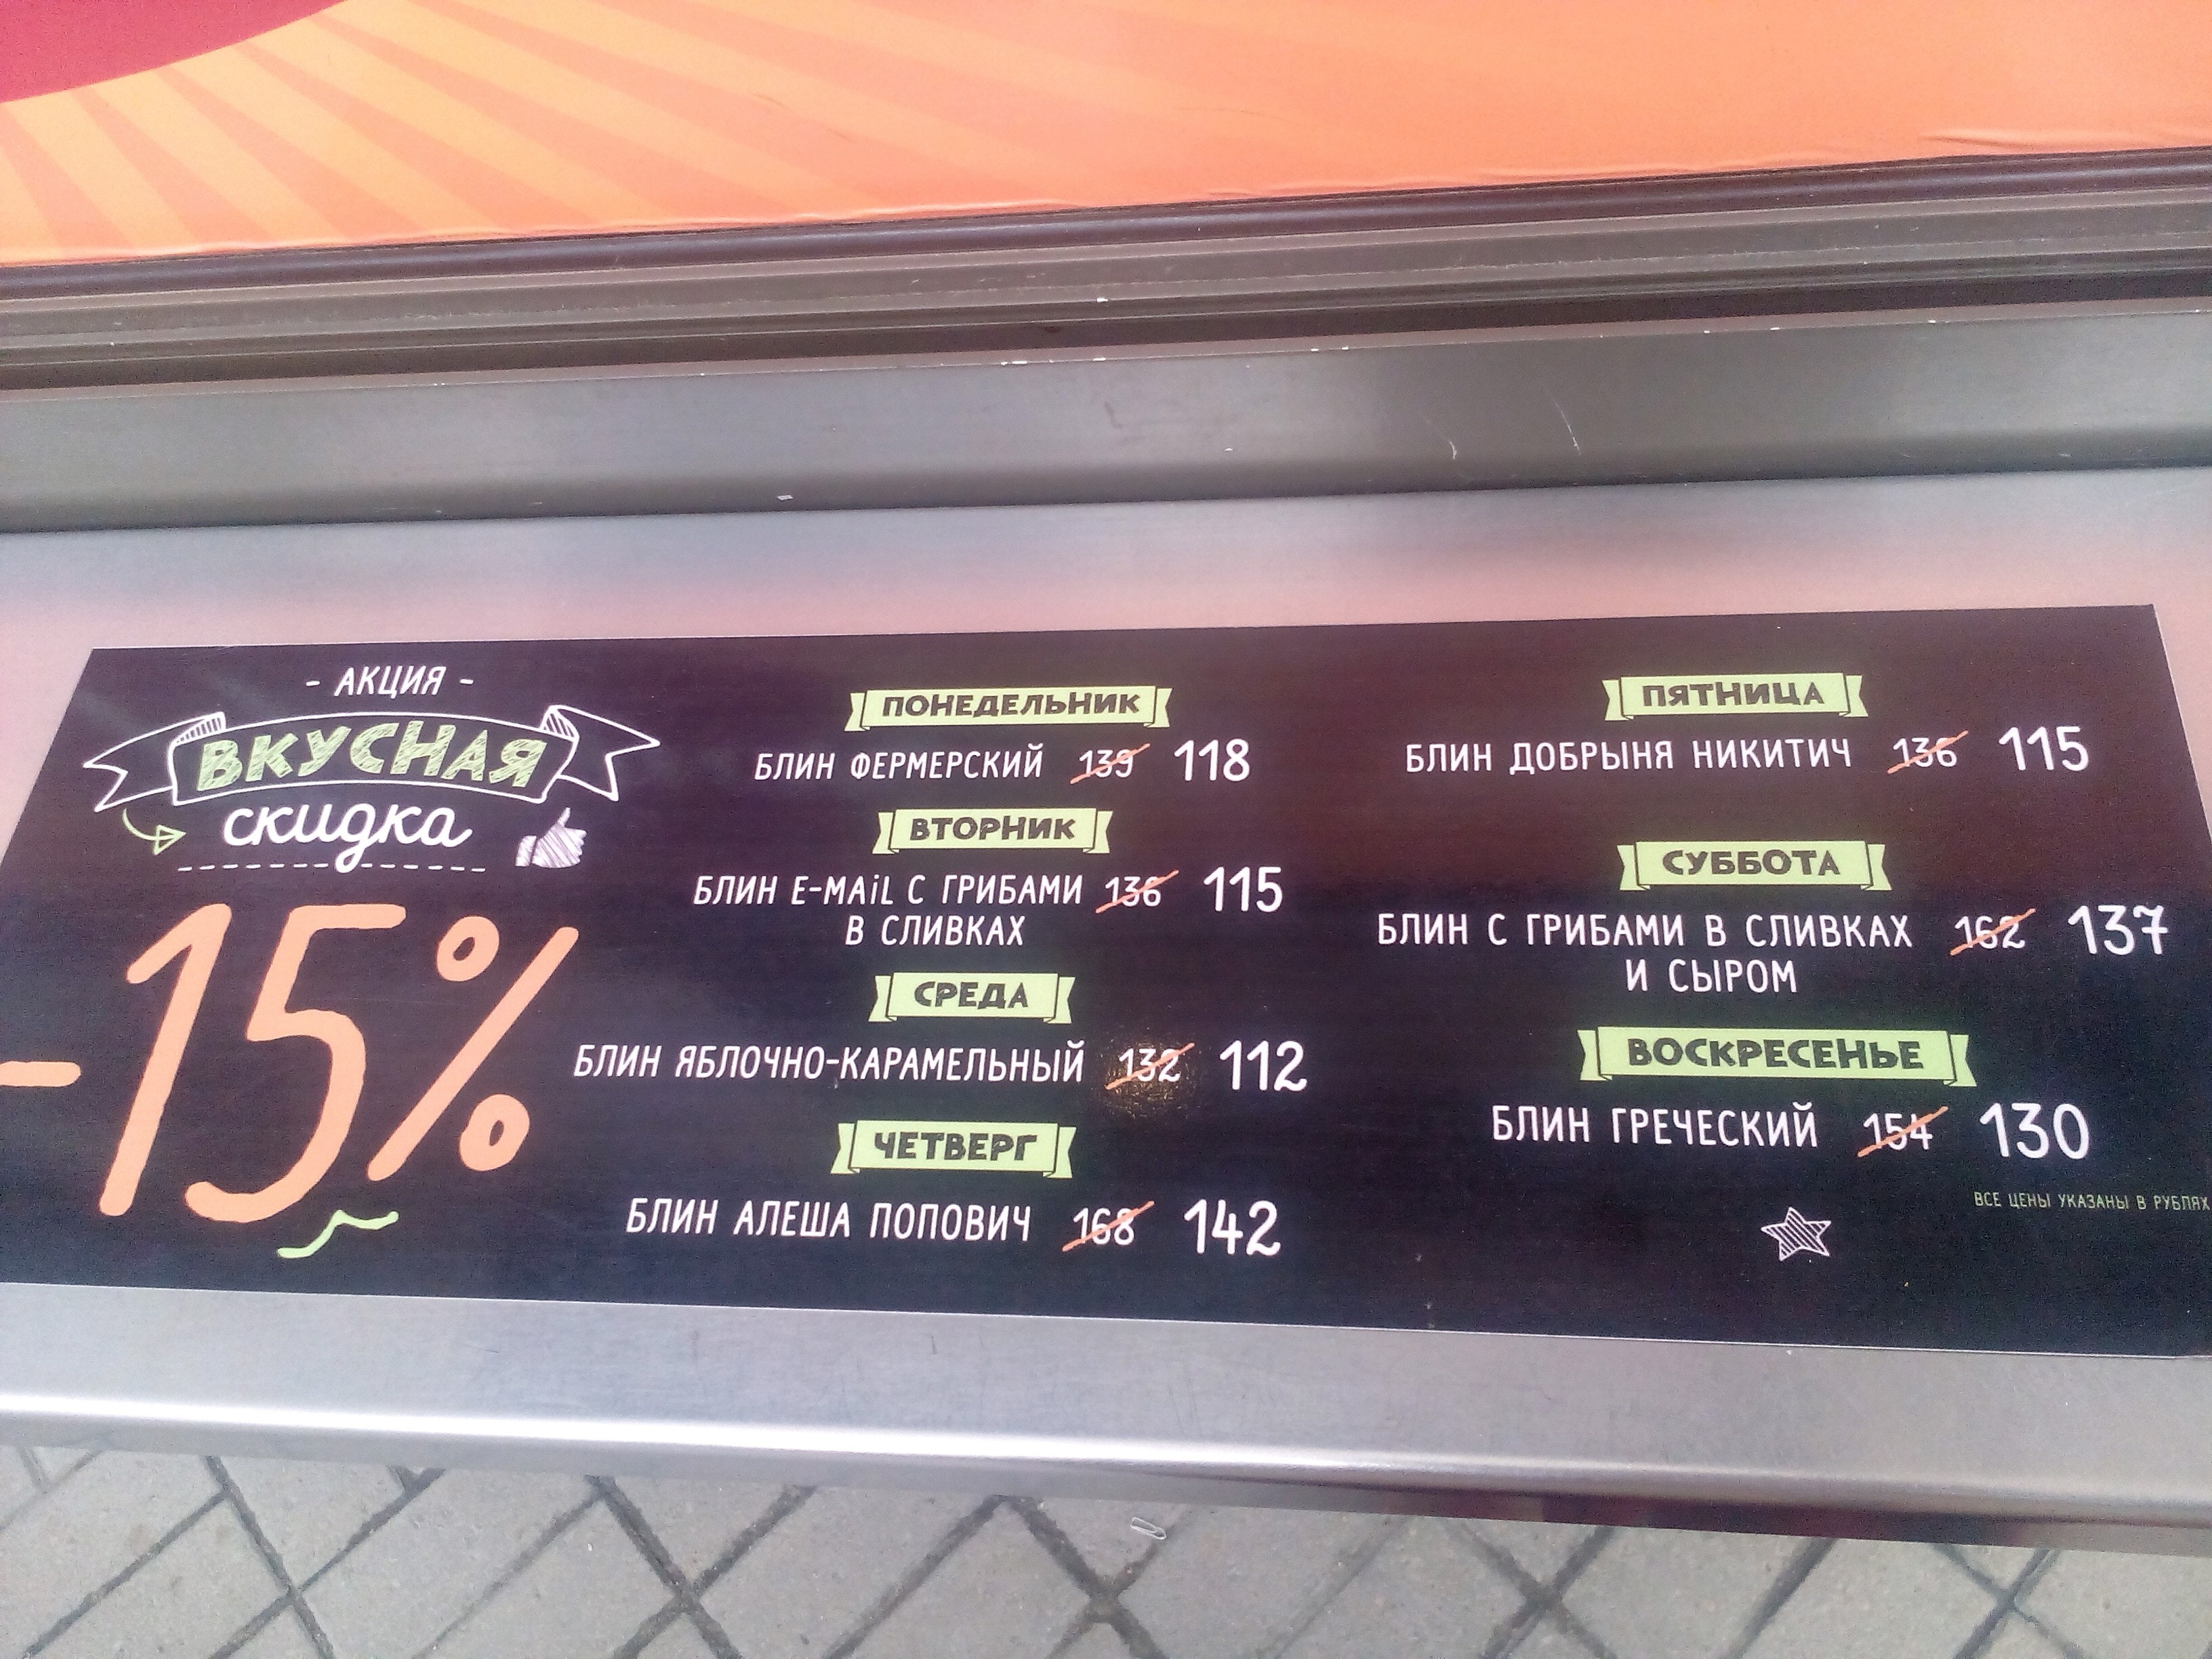 - АКЦИЯ -
ВКУСНАЯ
скидка
-15%
ПОНЕДЕЛЬНИК
БЛИН ФЕРМЕРСКИЙ 139 118
ВТОРНИК
БЛИН E-MAiL С ГРИБАМИ 136 115
В СЛИВКАХ
СРЕДА
БЛИН ЯБЛОЧНО-КАРАМЕЛЬНЫЙ 132 112
ЧЕТВЕРГ
БЛИН АЛЕША ПОПОВИЧ 168 142
ПЯТНИЦА
БЛИН ДОБРЫНЯ НИКИТИЧ 136 115
СУББОТА
БЛИН С ГРИБАМИ В СЛИВКАХ 162 137
И СЫРОМ
ВОСКРЕСЕНЬЕ
БЛИН ГРЕЧЕСКИЙ 154 130
ВСЕ ЦЕНЫ УКАЗАНЫ В РУБЛЯХ